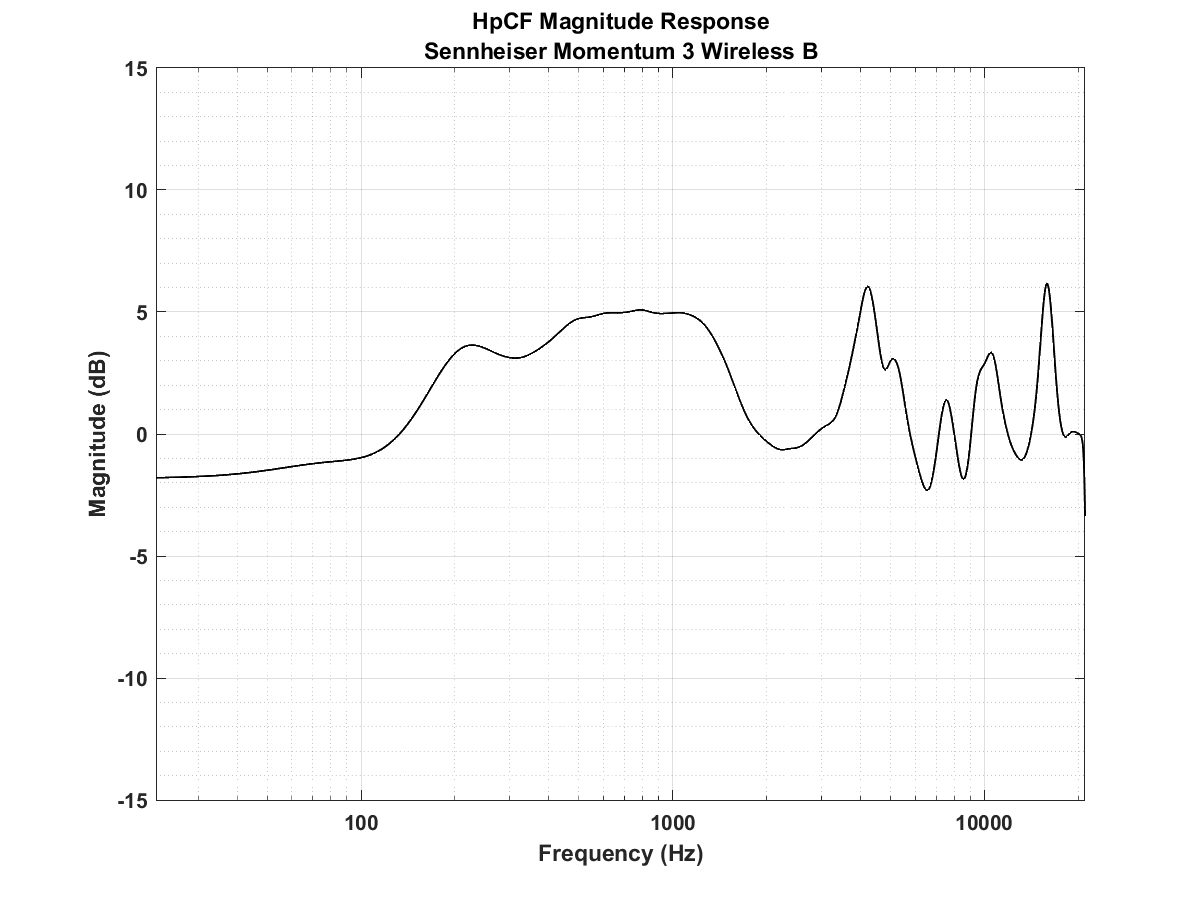 HpCF Magnitude Response
Sennheiser Momentum 3 Wireless B
15
10
5
0
-5
-10
-15
Magnitude (dB)
100
1000
10000
Frequency (Hz)